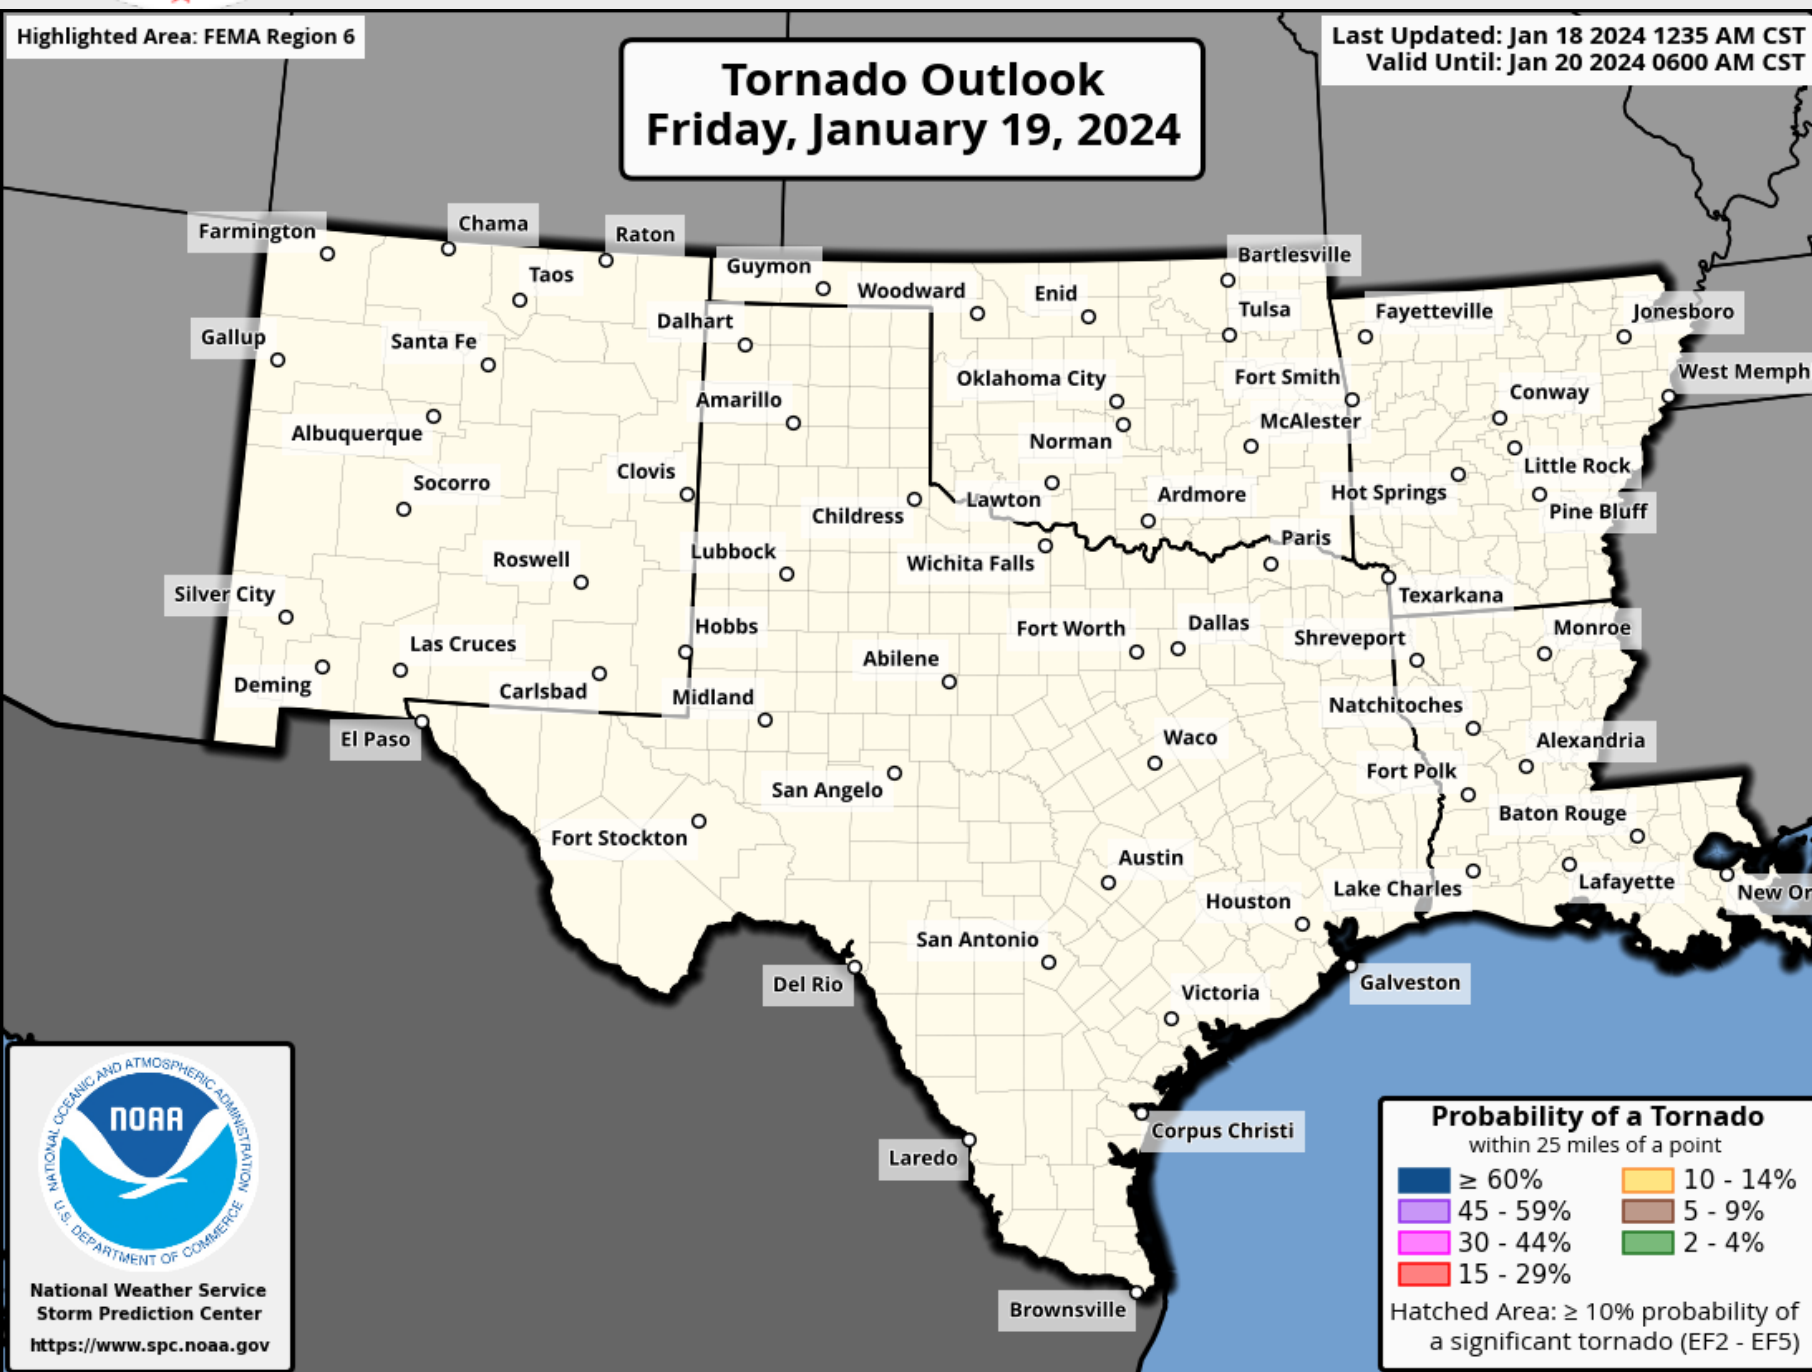 Highlighted Area: FEMA Region 6
Last Updated: Jan 18 2024 1235 AM CST
Valid Until: Jan 20 2024 0600 AM CST
Tornado Outlook
Friday, January 19, 2024
Farmington
Chama
Raton
Taos
Guymon
Woodward
Enid
Bartlesville
Tulsa
Fayetteville
Jonesboro
Gallup
Santa Fe
Dalhart
Oklahoma City
Fort Smith
Conway
West Memph
Albuquerque
Amarillo
Norman
McAlester
Little Rock
Socorro
Clovis
Childress
Lawton
Ardmore
Hot Springs
Pine Bluff
Roswell
Lubbock
Wichita Falls
Paris
Texarkana
Silver City
Las Cruces
Hobbs
Abilene
Fort Worth
Dallas
Shreveport
Monroe
Deming
Carlsbad
Midland
Natchitoches
El Paso
Waco
Alexandria
San Angelo
Fort Polk
Fort Stockton
Baton Rouge
Austin
Houston
Lake Charles
Lafayette
New Or
San Antonio
Del Rio
Victoria
Galveston
Corpus Christi
Laredo
Brownsville
NATIONAL OCEANIC AND ATMOSPHERIC ADMINISTRATION
NOAA
U.S. DEPARTMENT OF COMMERCE
National Weather Service
Storm Prediction Center
https://www.spc.noaa.gov
Probability of a Tornado
within 25 miles of a point
≥ 60% 10 - 14%
45 - 59% 5 - 9%
30 - 44% 2 - 4%
15 - 29%
Hatched Area: ≥ 10% probability of
a significant tornado (EF2 - EF5)